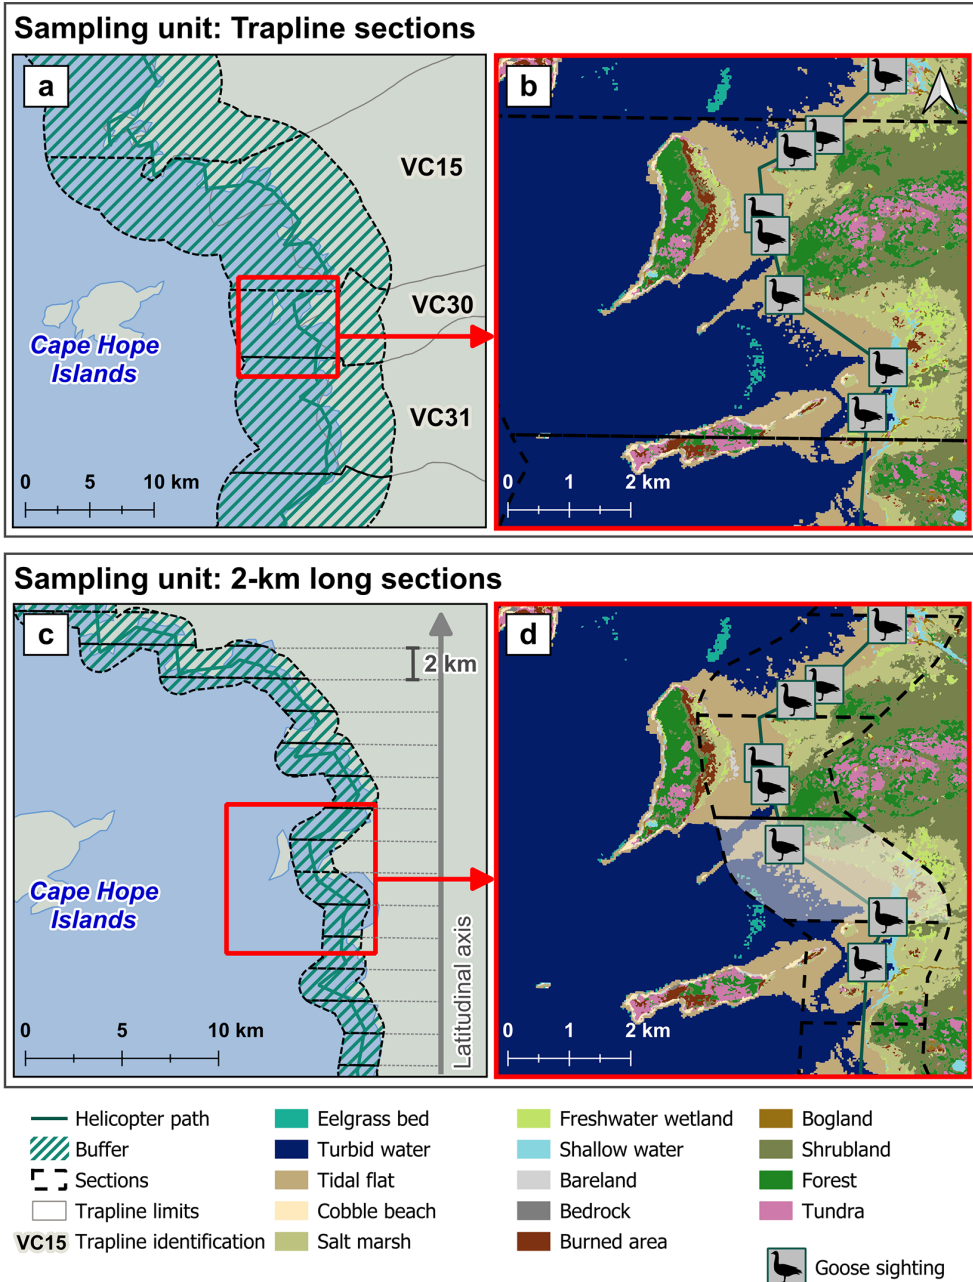 Sampling unit: Trapline sections
a
VC15
VC30
VC31
Cape Hope
Islands
0 5 10 km
b
0 1 2 km
Sampling unit: 2-km long sections
c
2 km
Cape Hope
Islands
Latitudinal axis
0 5 10 km
d
0 1 2 km
Helicopter path
Buffer
Sections
Trapline limits
VC15 Trapline identification
Eelgrass bed
Turbid water
Tidal flat
Cobble beach
Salt marsh
Freshwater wetland
Shallow water
Bareland
Bedrock
Burned area
Bogland
Shrubland
Forest
Tundra
Goose sighting